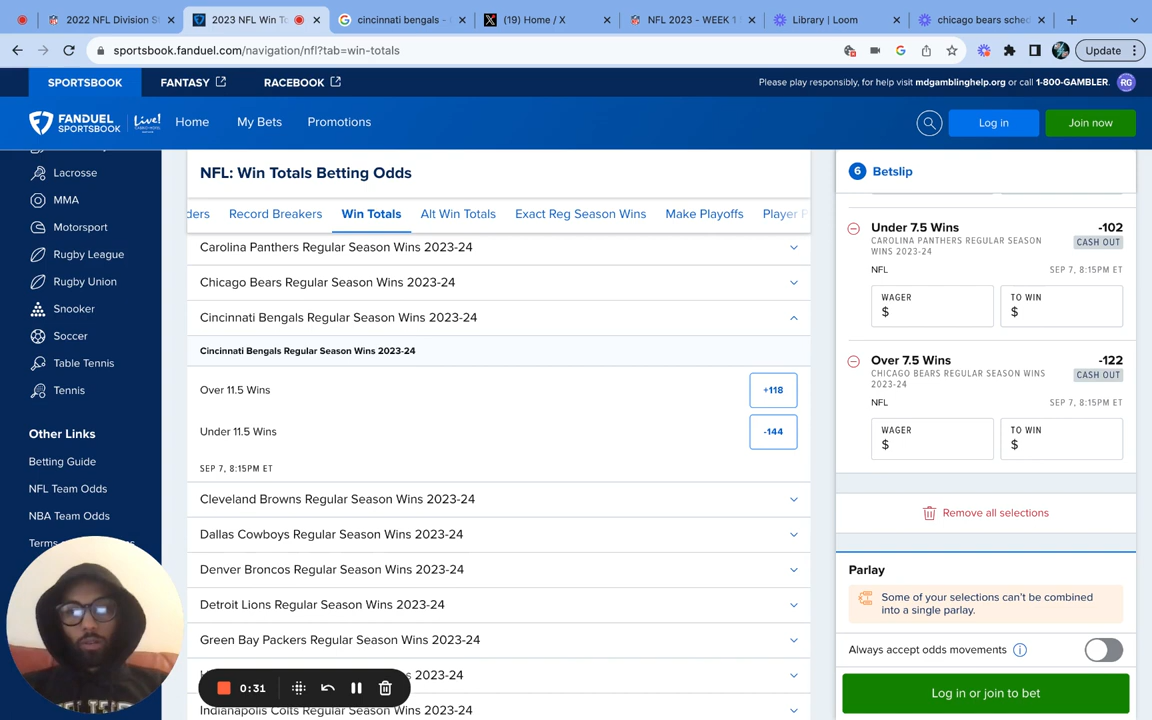 2022 NFL Division S
2023 NFL Win To
cincinnati bengals -
(19) Home / X
NFL 2023 - WEEK 1
Library | Loom
chicago bears sched
sportsbook.fanduel.com/navigation/nfl?tab=win-totals
Update
SPORTSBOOK
FANTASY
RACEBOOK
Please play responsibly, for help visit mdgamblinghelp.org or call 1-800-GAMBLER.
RG
FANDUEL
SPORTSBOOK
Live!
Home
My Bets
Promotions
Log in
Join now
Lacrosse
MMA
Motorsport
Rugby League
Rugby Union
Snooker
Soccer
Table Tennis
Tennis
Other Links
Betting Guide
NFL Team Odds
NBA Team Odds
NFL: Win Totals Betting Odds
ders
Record Breakers
Win Totals
Alt Win Totals
Exact Reg Season Wins
Make Playoffs
Player P
Carolina Panthers Regular Season Wins 2023-24
Chicago Bears Regular Season Wins 2023-24
Cincinnati Bengals Regular Season Wins 2023-24
Cincinnati Bengals Regular Season Wins 2023-24
Over 11.5 Wins
+118
Under 11.5 Wins
-144
SEP 7, 8:15PM ET
Cleveland Browns Regular Season Wins 2023-24
Dallas Cowboys Regular Season Wins 2023-24
Denver Broncos Regular Season Wins 2023-24
Detroit Lions Regular Season Wins 2023-24
Green Bay Packers Regular Season Wins 2023-24
Season Wins 2023-24
Indianapolis Colts Regular Season Wins 2023-24
0:31
6 Betslip
Under 7.5 Wins
-102
CAROLINA PANTHERS REGULAR SEASON
WINS 2023-24
CASH OUT
NFL
SEP 7, 8:15PM ET
WAGER
$
TO WIN
$
Over 7.5 Wins
-122
CHICAGO BEARS REGULAR SEASON WINS
2023-24
CASH OUT
NFL
SEP 7, 8:15PM ET
WAGER
$
TO WIN
$
Remove all selections
Parlay
Some of your selections can't be combined
into a single parlay.
Always accept odds movements
Log in or join to bet